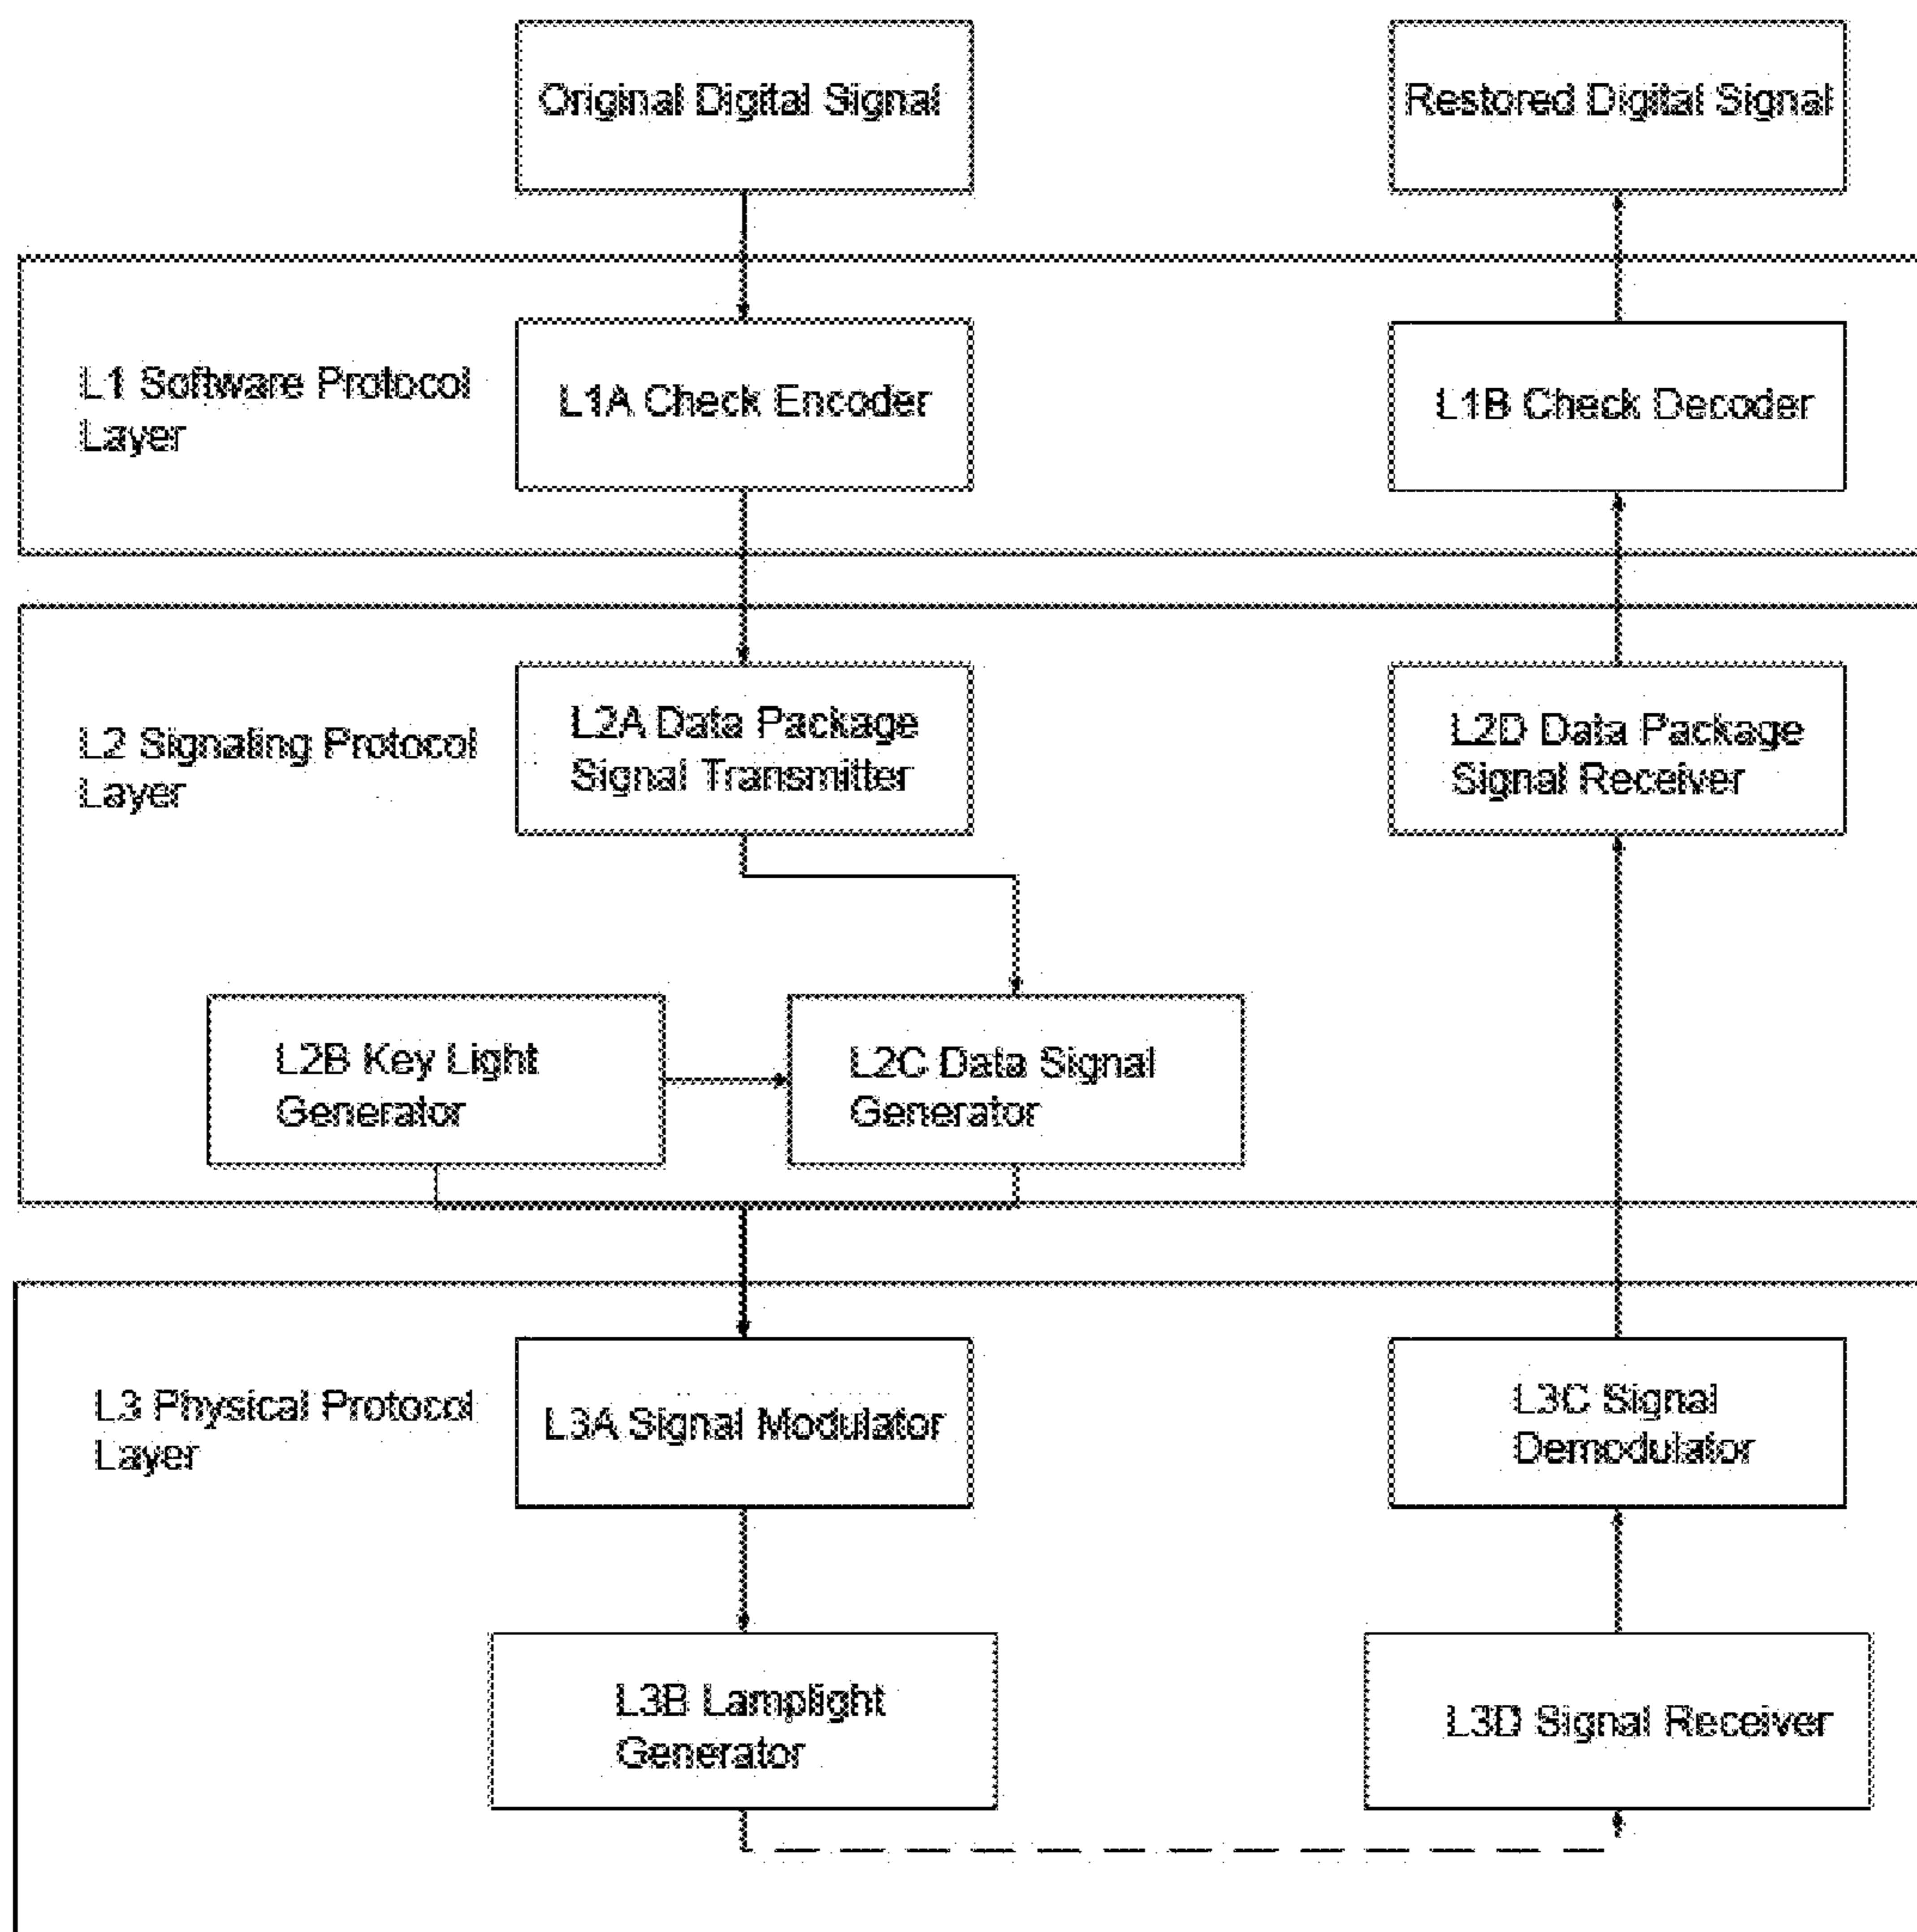 Original Digital Signal
Restored Digital Signal
L1 Software Protocol
Layer
L1A Check Encoder
L1B Check Decoder
L2 Signaling Protocol
Layer
L2A Data Package
Signal Transmitter
L2D Data Package
Signal Receiver
L2B Key Light
Generator
L2C Data Signal
Generator
L3 Physical Protocol
Layer
L3A Signal Modulator
L3C Signal
Demodulator
L3B Lamplight
Generator
L3D Signal Receiver